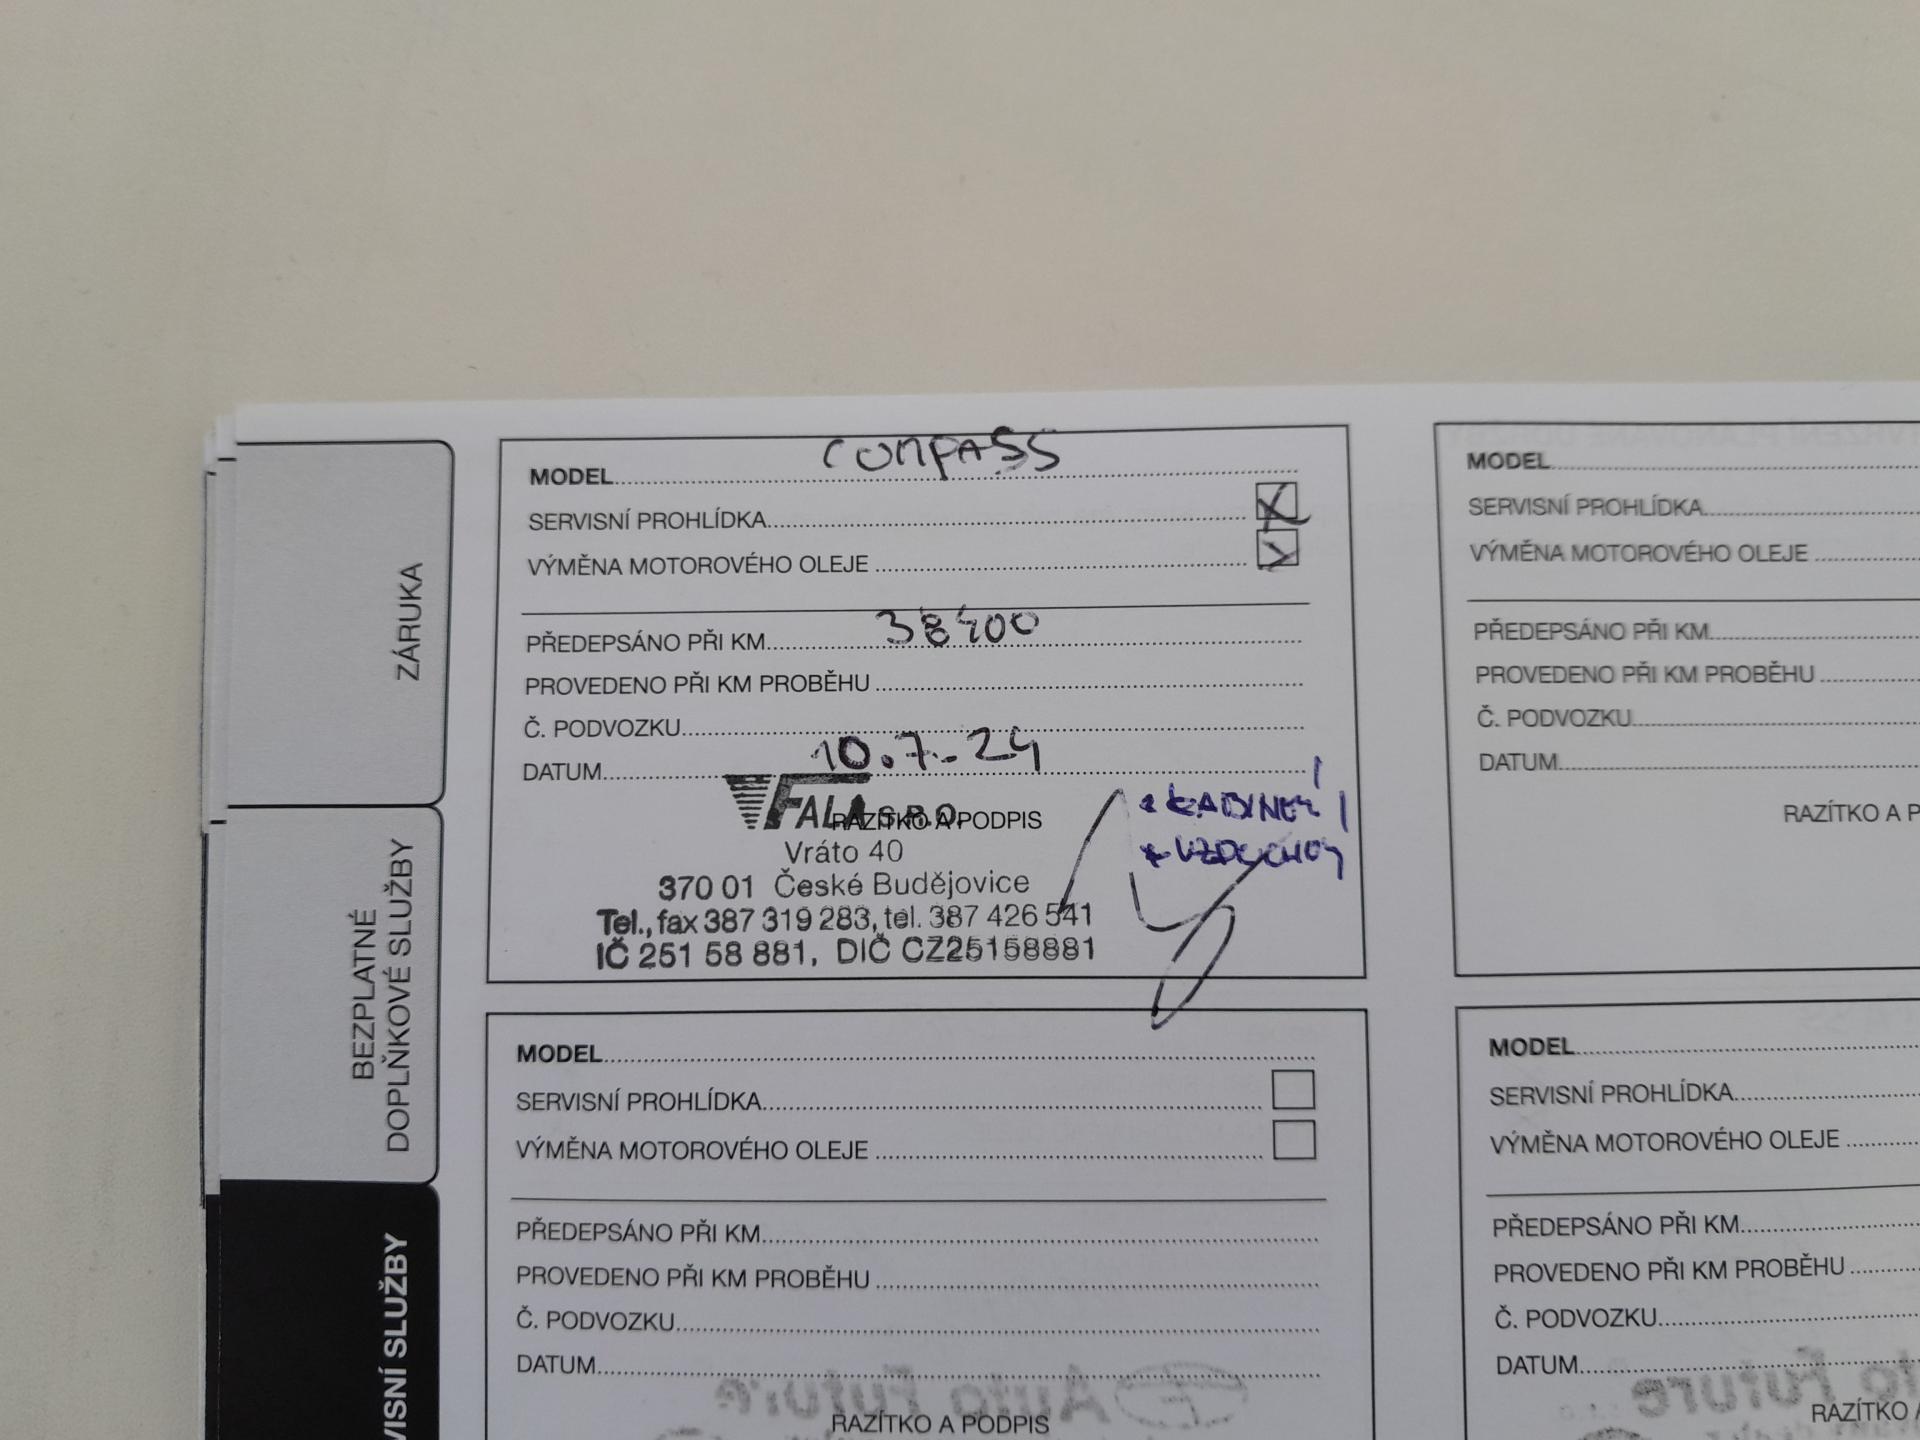 ZÁRUKA
BEZPLATNÉ
DOPLŇKOVÉ SLUŽBY
VISNÍ SLUŽBY
MODEL COMPASS
SERVISNÍ PROHLÍDKA
VÝMĚNA MOTOROVÉHO OLEJE
PŘEDEPSÁNO PŘI KM 38400
PROVEDENO PŘI KM PROBĚHU
Č. PODVOZKU
DATUM 10.7.24
FALA S.R.O.
RAZÍTKO A PODPIS
Vráto 40
370 01 České Budějovice
Tel., fax 387 319 283, tel. 387 426 541
IČ 251 58 881, DIČ CZ25158881
+ KABINOVÝ
+ VZDUCHOVÝ
MODEL
SERVISNÍ PROHLÍDKA
VÝMĚNA MOTOROVÉHO OLEJE
PŘEDEPSÁNO PŘI KM
PROVEDENO PŘI KM PROBĚHU
Č. PODVOZKU
DATUM
RAZÍTKO A P
MODEL
SERVISNÍ PROHLÍDKA
VÝMĚNA MOTOROVÉHO OLEJE
PŘEDEPSÁNO PŘI KM
PROVEDENO PŘI KM PROBĚHU
Č. PODVOZKU
DATUM
Auto Future
RAZÍTKO A PODPIS
MODEL
SERVISNÍ PROHLÍDKA
VÝMĚNA MOTOROVÉHO OLEJE
PŘEDEPSÁNO PŘI KM
PROVEDENO PŘI KM PROBĚHU
Č. PODVOZKU
DATUM
to Future
RAZÍTKO A